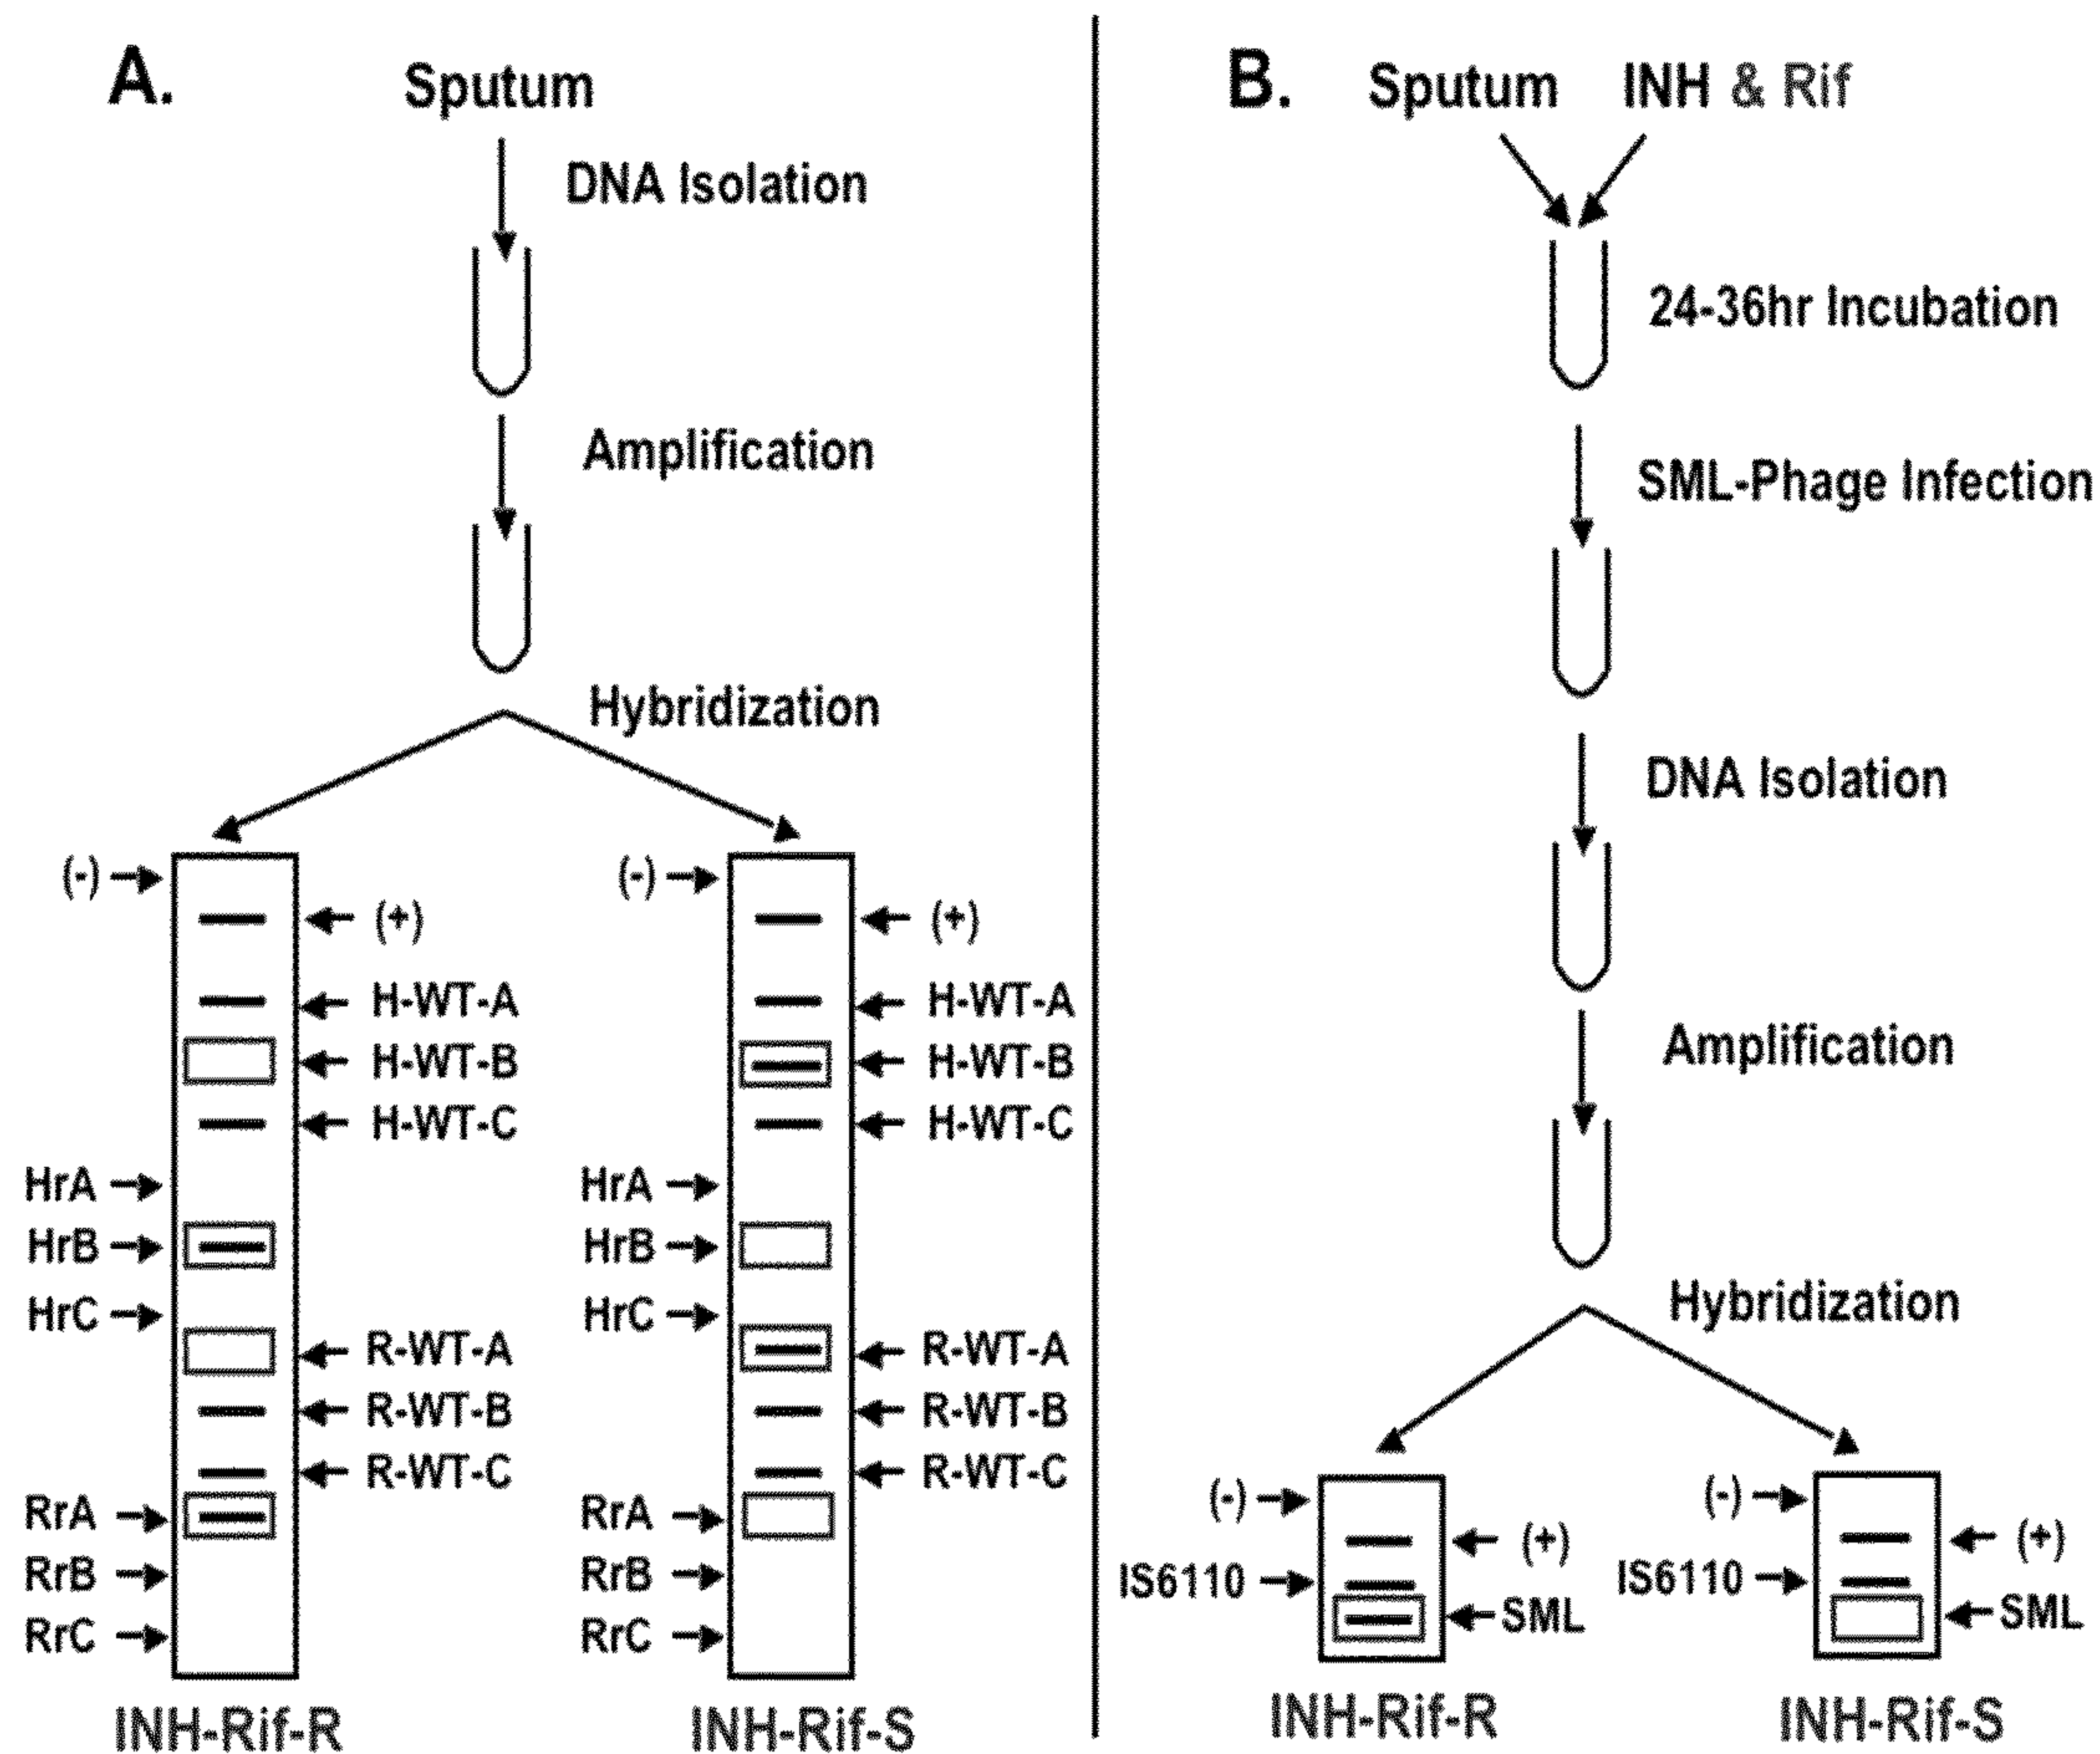 A.
Sputum
DNA Isolation
Amplification
Hybridization
(-)
(+)
H-WT-A
H-WT-B
H-WT-C
HrA
HrB
HrC
R-WT-A
R-WT-B
R-WT-C
RrA
RrB
RrC
INH-Rif-R
(-)
(+)
H-WT-A
H-WT-B
H-WT-C
HrA
HrB
HrC
R-WT-A
R-WT-B
R-WT-C
RrA
RrB
RrC
INH-Rif-S
B.
Sputum INH & Rif
24-36hr Incubation
SML-Phage Infection
DNA Isolation
Amplification
Hybridization
(-)
(+)
IS6110
SML
INH-Rif-R
(-)
(+)
IS6110
SML
INH-Rif-S